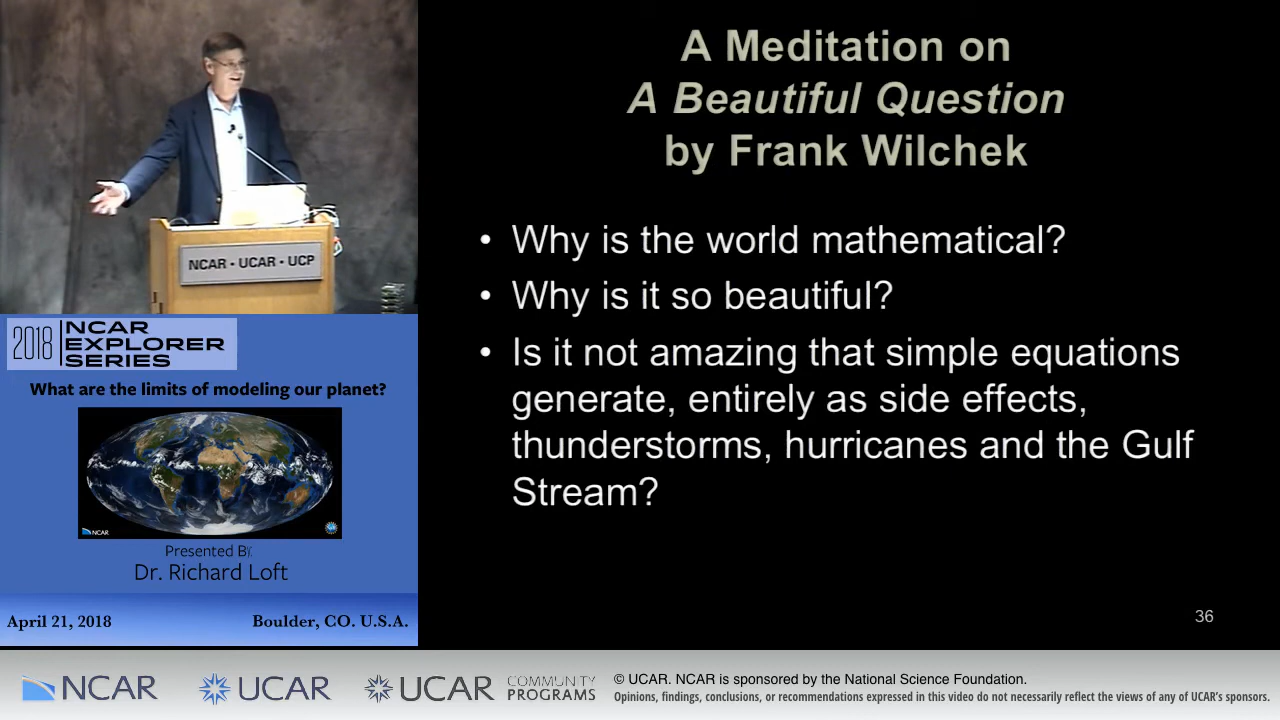 A Meditation on
A Beautiful Question
by Frank Wilchek
• Why is the world mathematical?
• Why is it so beautiful?
• Is it not amazing that simple equations
generate, entirely as side effects,
thunderstorms, hurricanes and the Gulf
Stream?
36
NCAR • UCAR • UCP
2018 NCAR
EXPLORER
SERIES
What are the limits of modeling our planet?
NCAR
Presented By:
Dr. Richard Loft
April 21, 2018 Boulder, CO. U.S.A.
NCAR UCAR UCAR COMMUNITY
PROGRAMS
© UCAR. NCAR is sponsored by the National Science Foundation.
Opinions, findings, conclusions, or recommendations expressed in this video do not necessarily reflect the views of any of UCAR's sponsors.